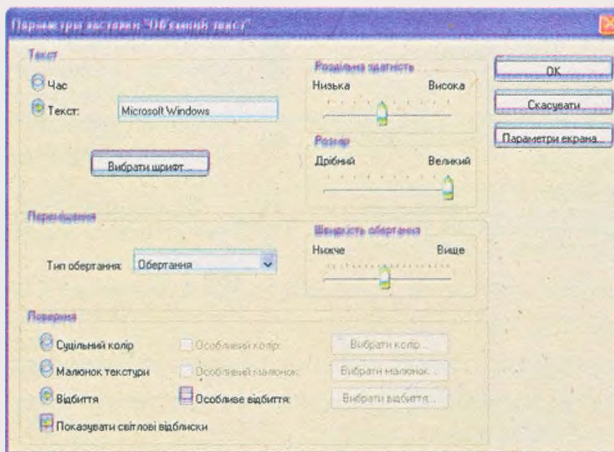 Параметры заставки "Об'ємний текст"
Текст
Час
Текст: Microsoft Windows
Вибрати шрифт...
Роздільна здатність
Низька Висока
Розмір
Дрібний Великий
OK
Скасувати
Параметри екрана...
Переміщення
Тип обертання: Обертання
Швидкість обертання
Нижче Вище
Поверхня
Суцільний колір Особливий колір: Вибрати колір...
Малюнок текстури Особливий малюнок: Вибрати малюнок...
Відбиття Особливе відбиття: Вибрати відбиття...
Показувати світлові відблиски